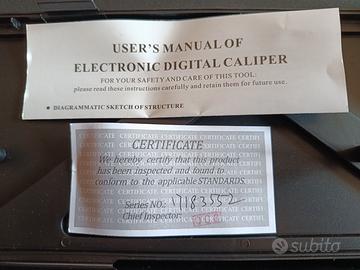 USER'S MANUAL OF
ELECTRONIC DIGITAL CALIPER
FOR YOUR SAFETY AND CARE OF THIS TOOL:
please read these instructions carefully and retain them for future use.
● DIAGRAMMATIC SKETCH OF STRUCTURE
CERTIFICATE
We hereby certify that this product
has been inspected and found to
conform to the applicable STANDARDS
Series NO.:
Chief Inspector:
subito